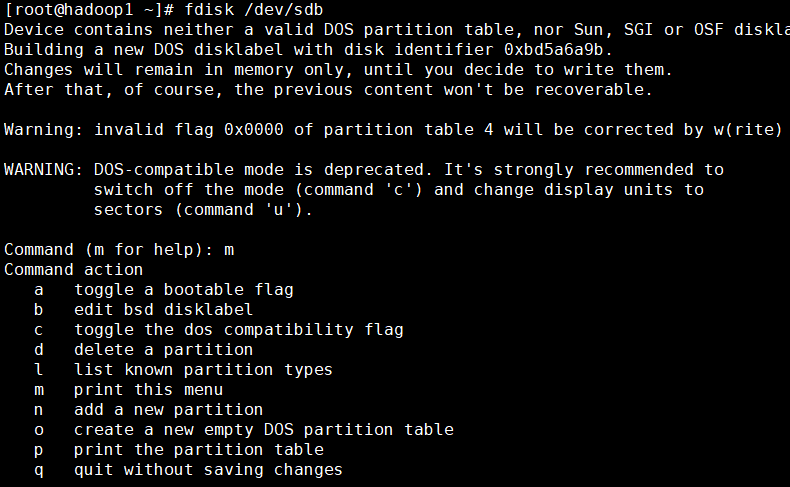 [root@hadoop1 ~]# fdisk /dev/sdb
Device contains neither a valid DOS partition table, nor Sun, SGI or OSF disкla
Building a new DOS disklabel with disk identifier 0xbd5a6a9b.
Changes will remain in memory only, until you decide to write them.
After that, of course, the previous content won't be recoverable.

Warning: invalid flag 0x0000 of partition table 4 will be corrected by w(rite)

WARNING: DOS-compatible mode is deprecated. It's strongly recommended to
         switch off the mode (command 'c') and change display units to
         sectors (command 'u').

Command (m for help): m
Command action
   a   toggle a bootable flag
   b   edit bsd disklabel
   c   toggle the dos compatibility flag
   d   delete a partition
   l   list known partition types
   m   print this menu
   n   add a new partition
   o   create a new empty DOS partition table
   p   print the partition table
   q   quit without saving changes